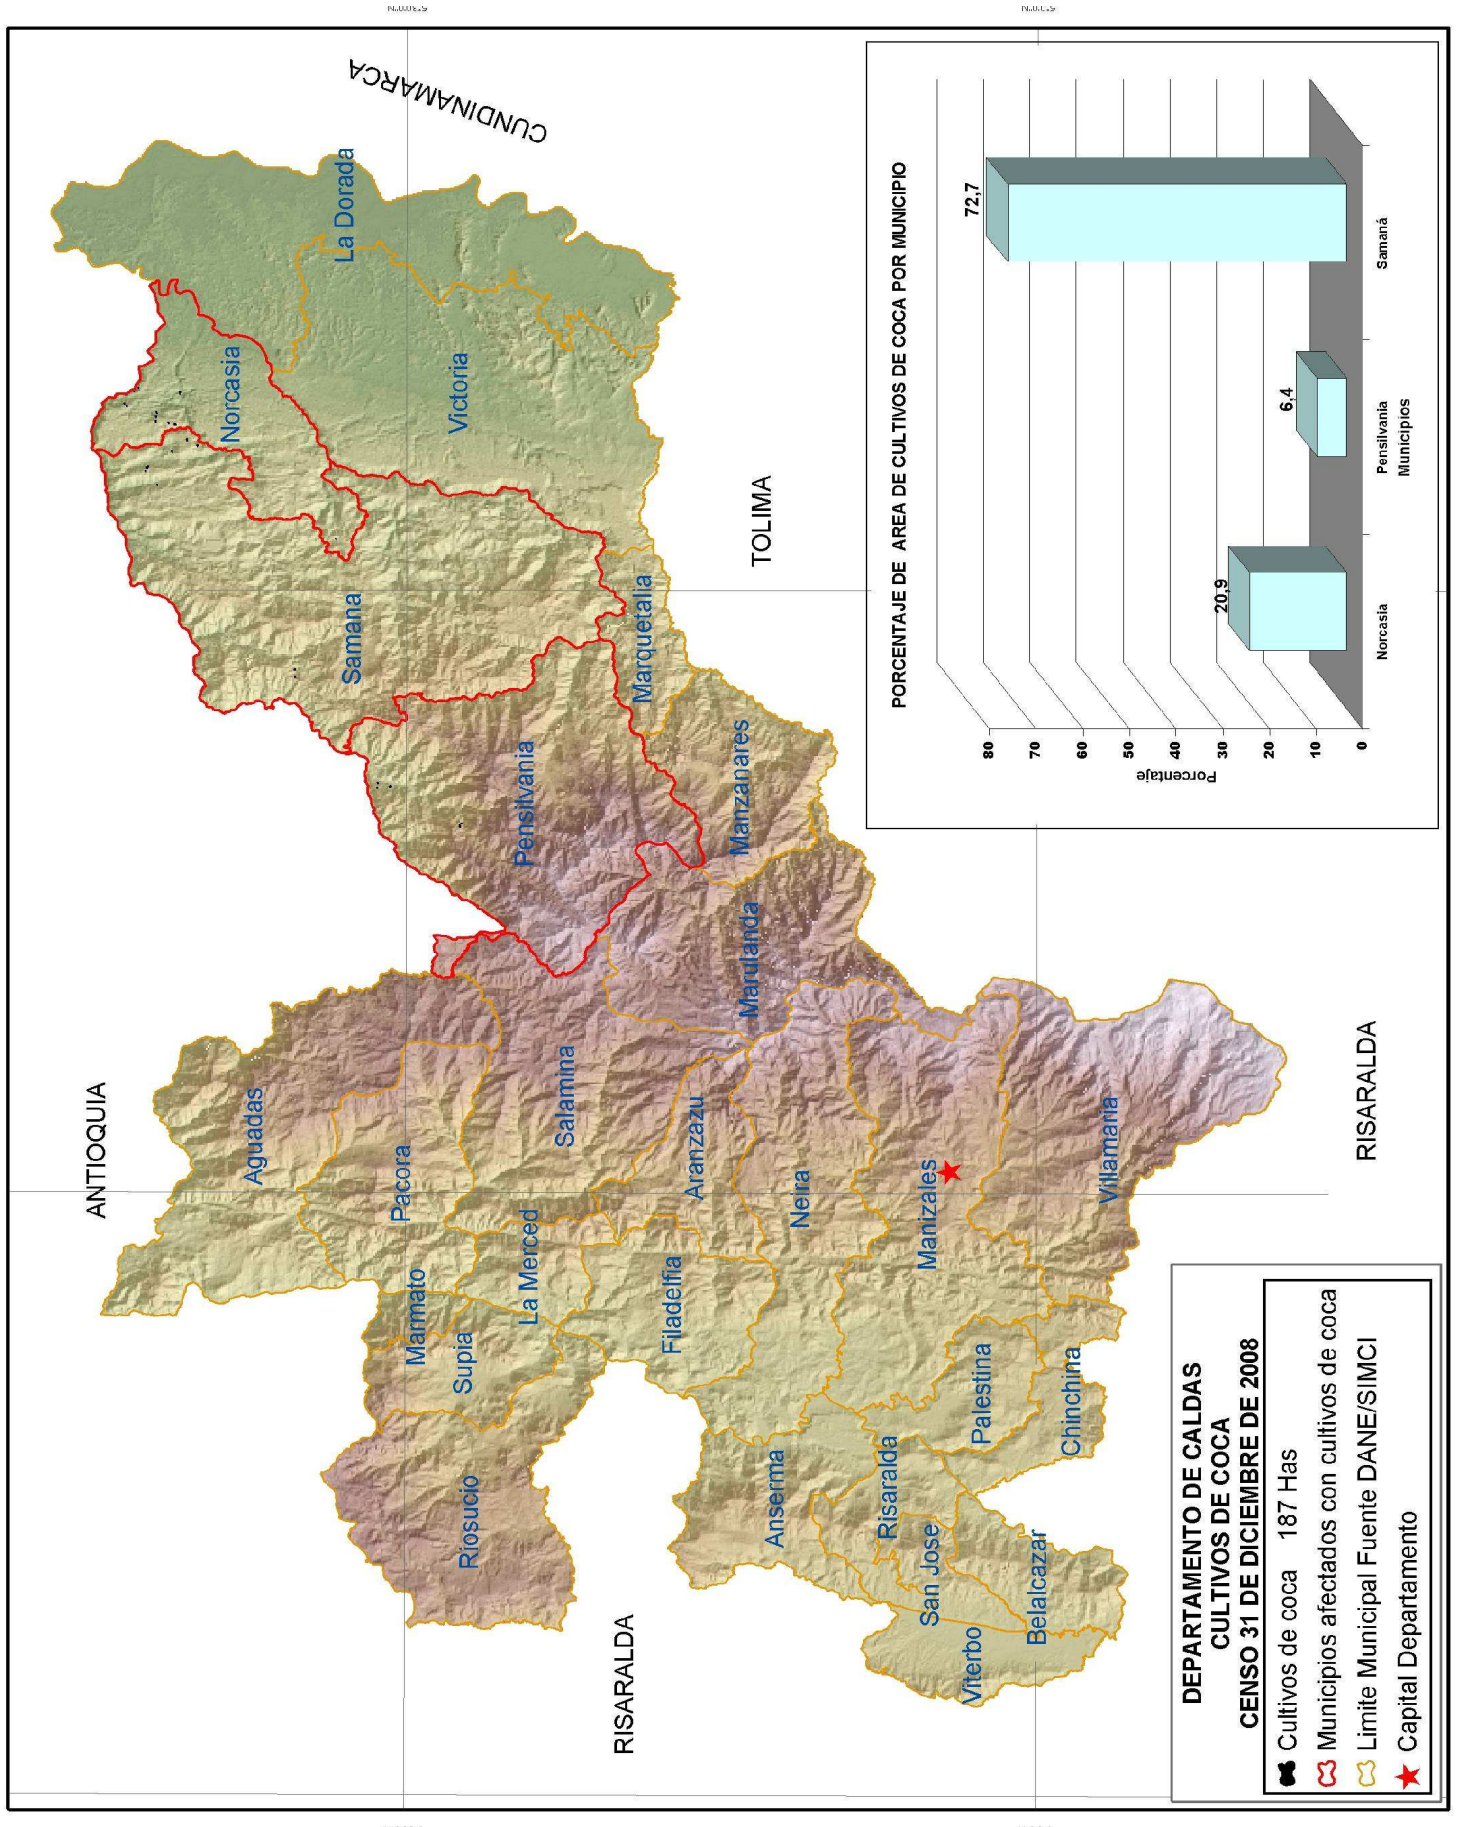 CUNDINAMARCA
ANTIOQUIA
TOLIMA
RISARALDA
RISARALDA
La Dorada
Norcasia
Victoria
Samana
Marquetalia
Pensilvania
Manzanares
Marulanda
Aguadas
Pacora
Salamina
Aranzazu
Neira
Manizales
Villamaria
Marmato
Supia
La Merced
Filadelfia
Riosucio
Anserma
Risaralda
Palestina
Chinchina
San Jose
Belalcazar
Viterbo
PORCENTAJE DE AREA DE CULTIVOS DE COCA POR MUNICIPIO
Porcentaje
80
70
60
50
40
30
20
10
0
20,9
6,4
72,7
Norcasia
Pensilvania
Samaná
Municipios
DEPARTAMENTO DE CALDAS
CULTIVOS DE COCA
CENSO 31 DE DICIEMBRE DE 2008
Cultivos de coca 187 Has
Municipios afectados con cultivos de coca
Limite Municipal Fuente DANE/SIMCI
Capital Departamento